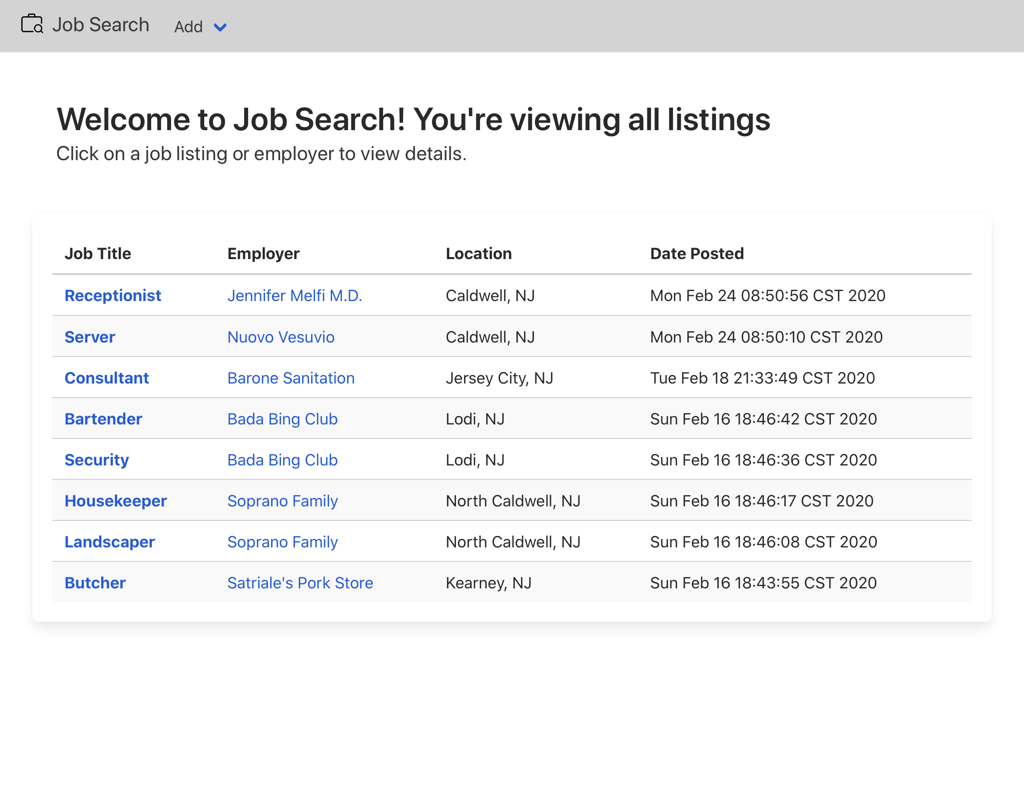 Job Search Add
Welcome to Job Search! You're viewing all listings
Click on a job listing or employer to view details.
Job Title Employer Location Date Posted
Receptionist Jennifer Melfi M.D. Caldwell, NJ Mon Feb 24 08:50:56 CST 2020
Server Nuovo Vesuvio Caldwell, NJ Mon Feb 24 08:50:10 CST 2020
Consultant Barone Sanitation Jersey City, NJ Tue Feb 18 21:33:49 CST 2020
Bartender Bada Bing Club Lodi, NJ Sun Feb 16 18:46:42 CST 2020
Security Bada Bing Club Lodi, NJ Sun Feb 16 18:46:36 CST 2020
Housekeeper Soprano Family North Caldwell, NJ Sun Feb 16 18:46:17 CST 2020
Landscaper Soprano Family North Caldwell, NJ Sun Feb 16 18:46:08 CST 2020
Butcher Satriale's Pork Store Kearney, NJ Sun Feb 16 18:43:55 CST 2020